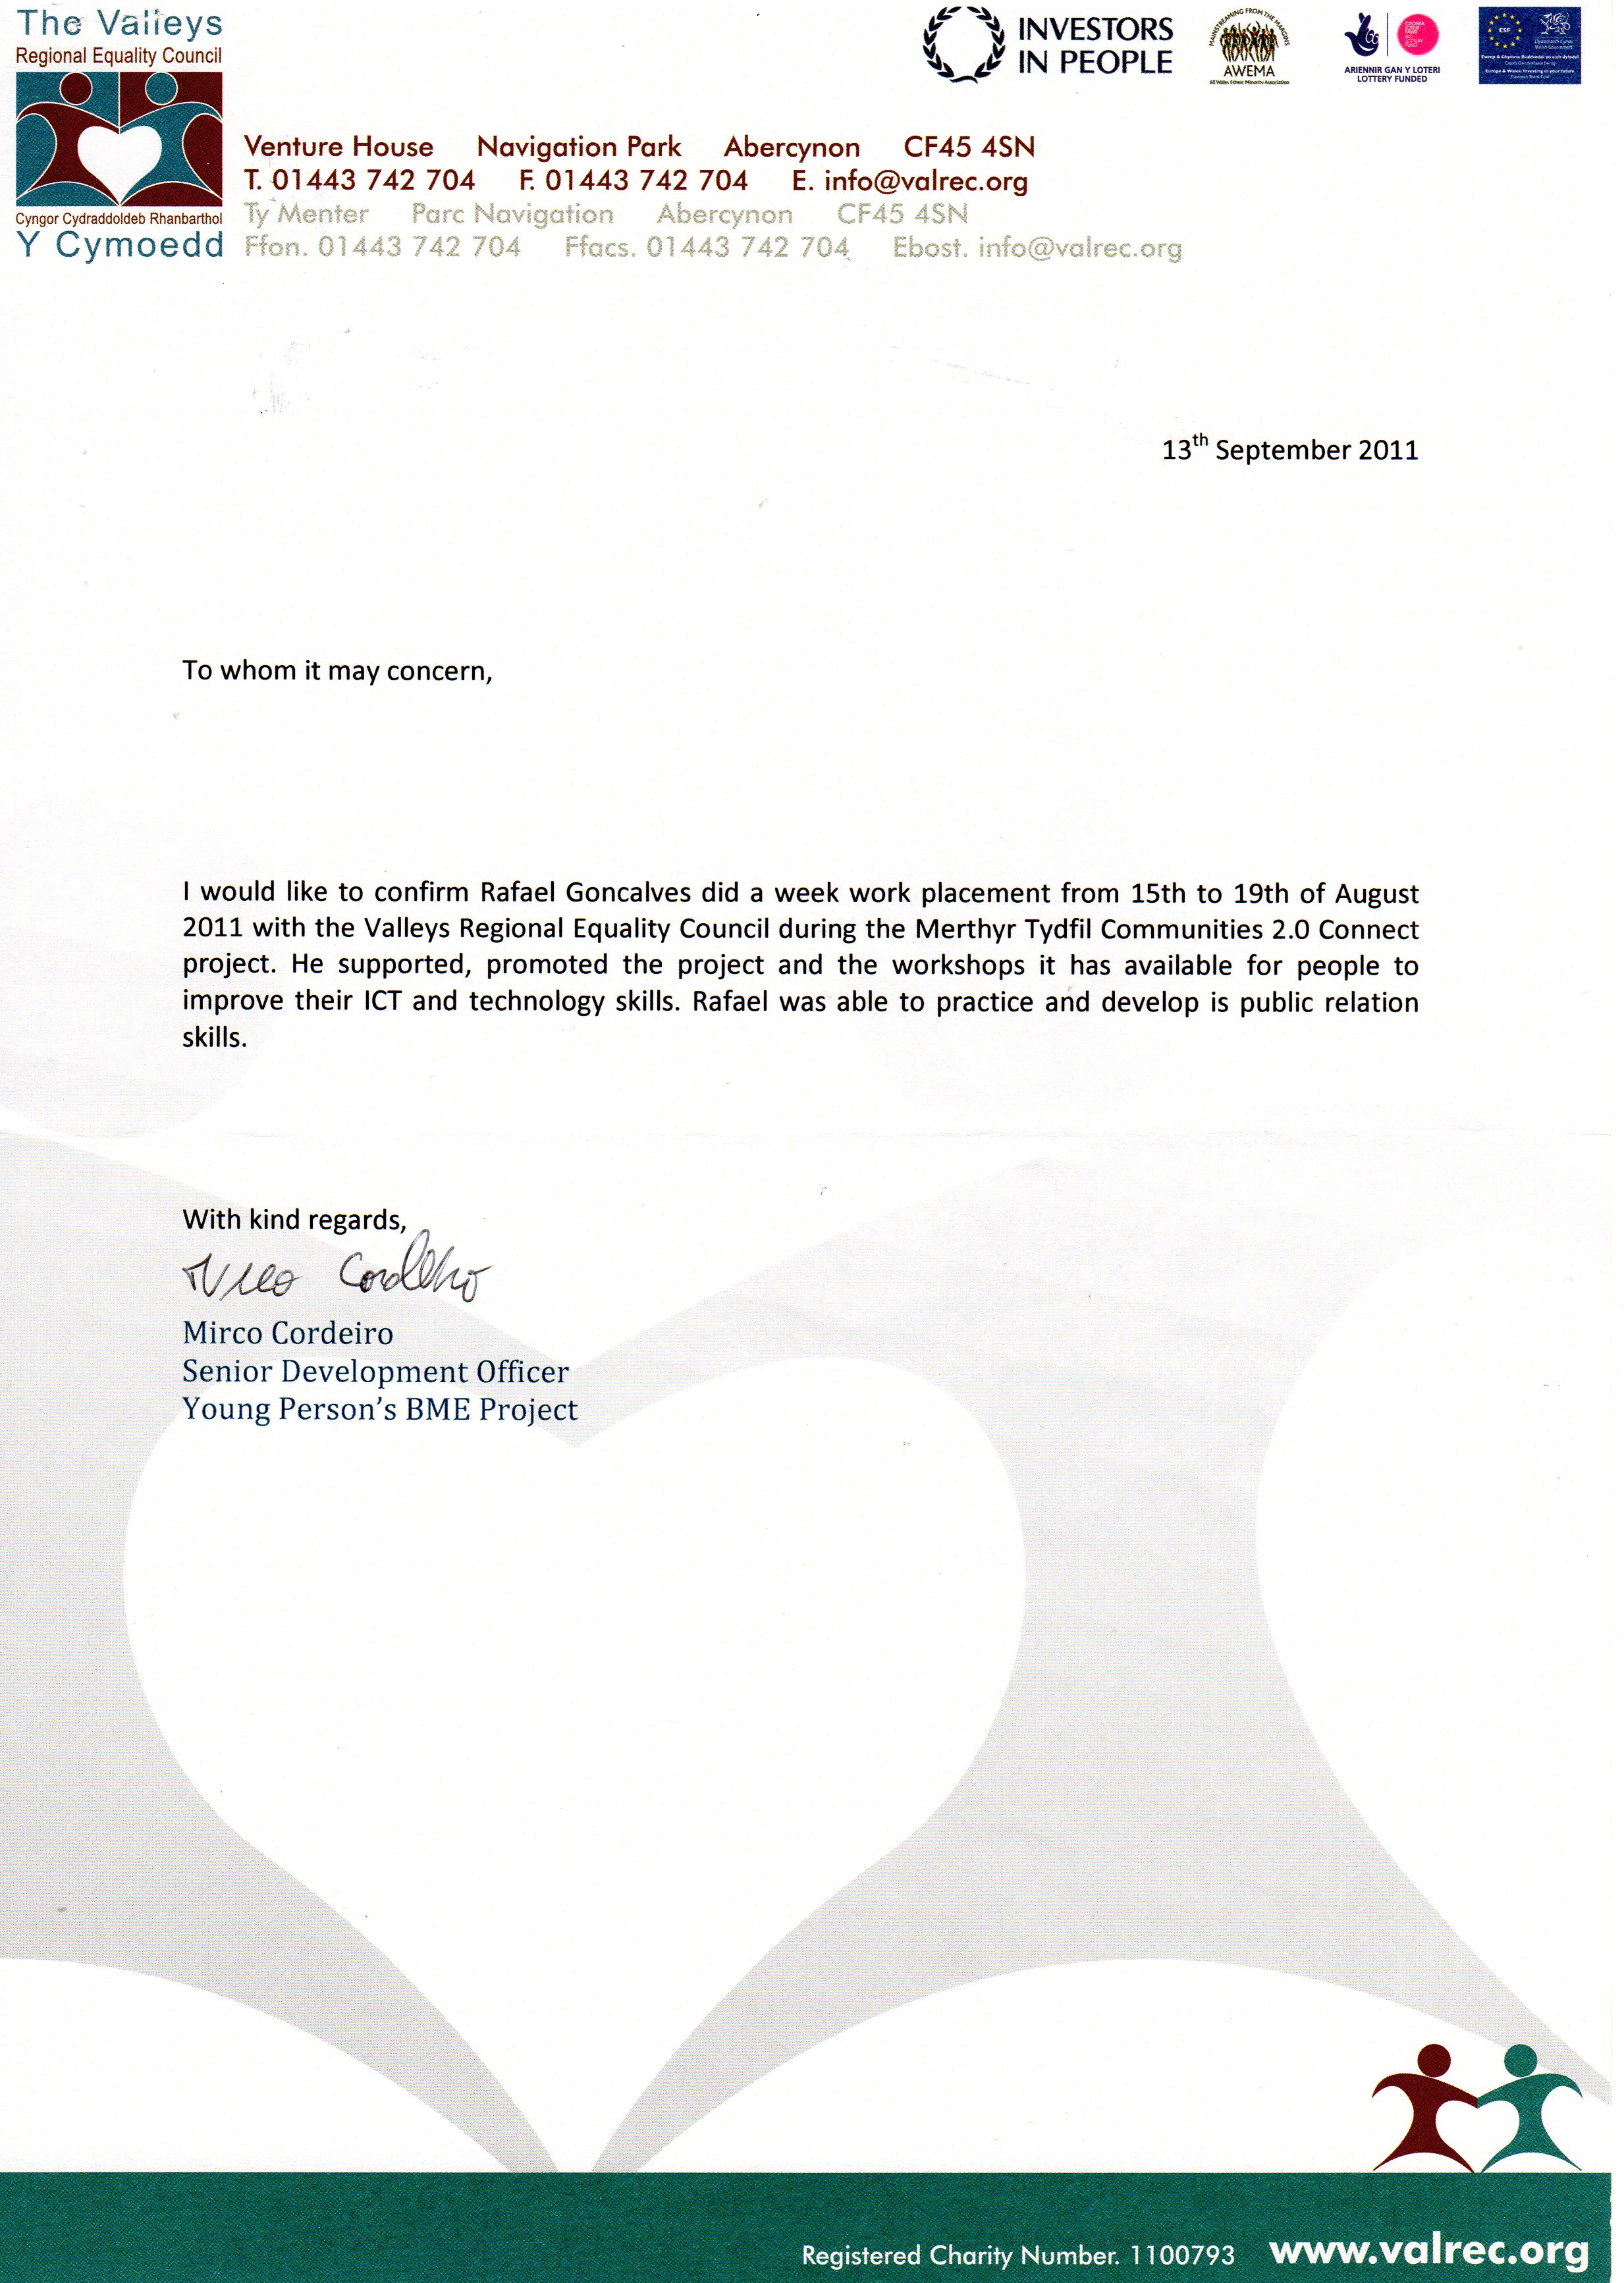 The Valleys
Regional Equality Council
Cyngor Cydraddoldeb Rhanbarthol
Y Cymoedd
INVESTORS
IN PEOPLE
MAINSTREAMING FROM THE MARGINS
AWEMA
All Wales Ethnic Minority Association
ARIENNIR GAN Y LOTERI
LOTTERY FUNDED
ESF
Venture House Navigation Park Abercynon CF45 4SN
T. 01443 742 704 F. 01443 742 704 E. info@valrec.org
Ty Menter Parc Navigation Abercynon CF45 4SN
Ffon. 01443 742 704 Ffacs. 01443 742 704 Ebost. info@valrec.org
13th September 2011
To whom it may concern,
I would like to confirm Rafael Goncalves did a week work placement from 15th to 19th of August
2011 with the Valleys Regional Equality Council during the Merthyr Tydfil Communities 2.0 Connect
project. He supported, promoted the project and the workshops it has available for people to
improve their ICT and technology skills. Rafael was able to practice and develop is public relation
skills.
With kind regards,
Mirco Cordeiro
Senior Development Officer
Young Person's BME Project
Registered Charity Number. 1100793 www.valrec.org